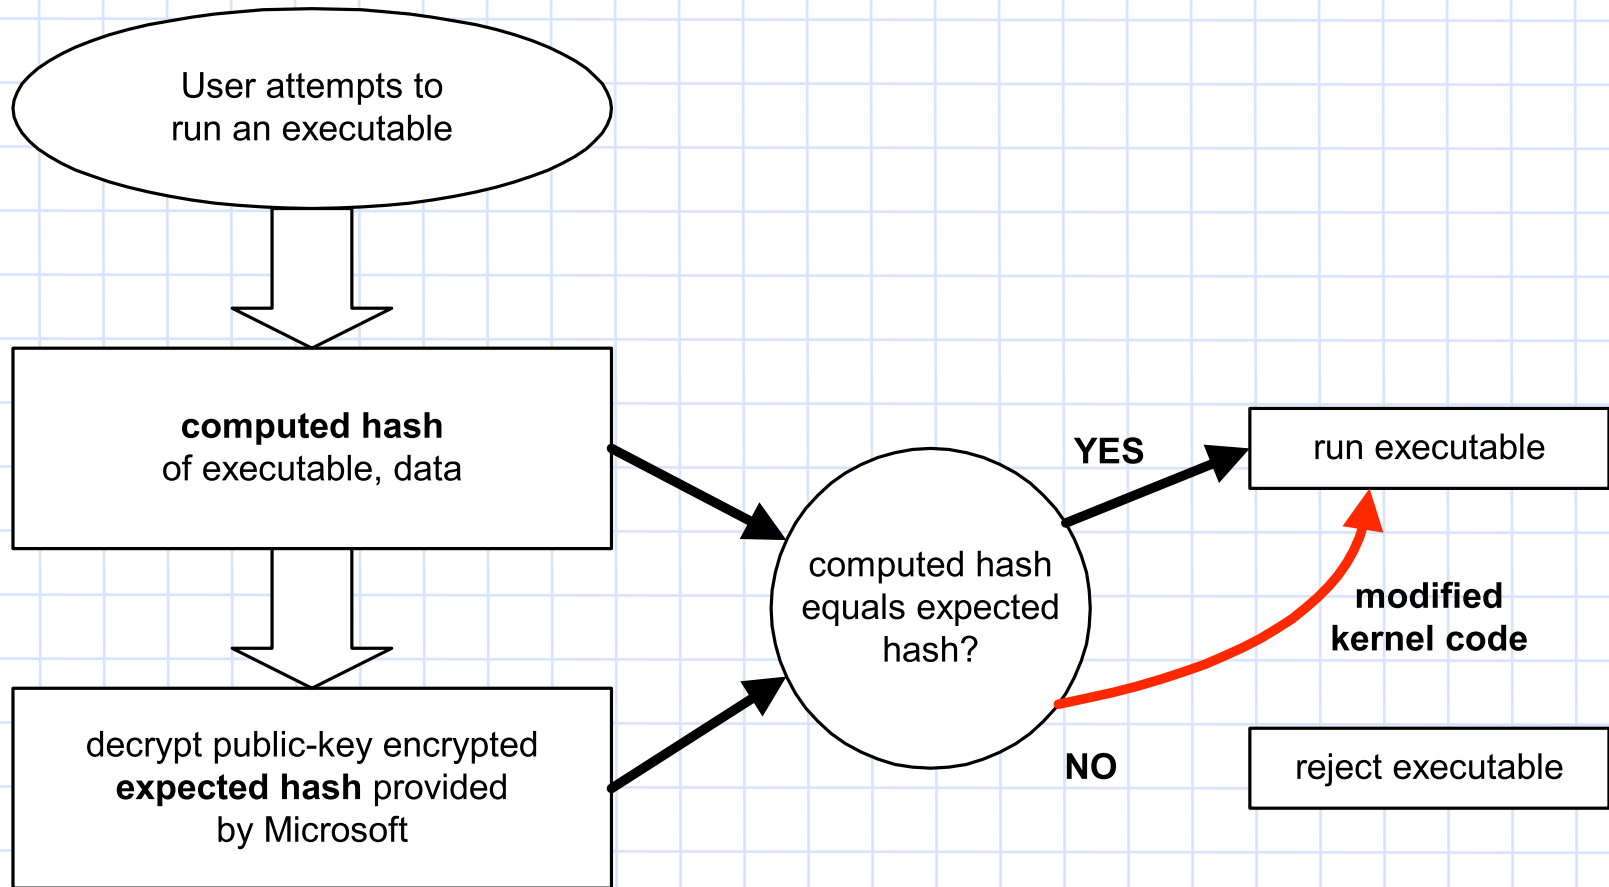 User attempts to
run an executable
computed hash
of executable, data
decrypt public-key encrypted
expected hash provided
by Microsoft
computed hash
equals expected
hash?
YES
run executable
modified
kernel code
NO
reject executable